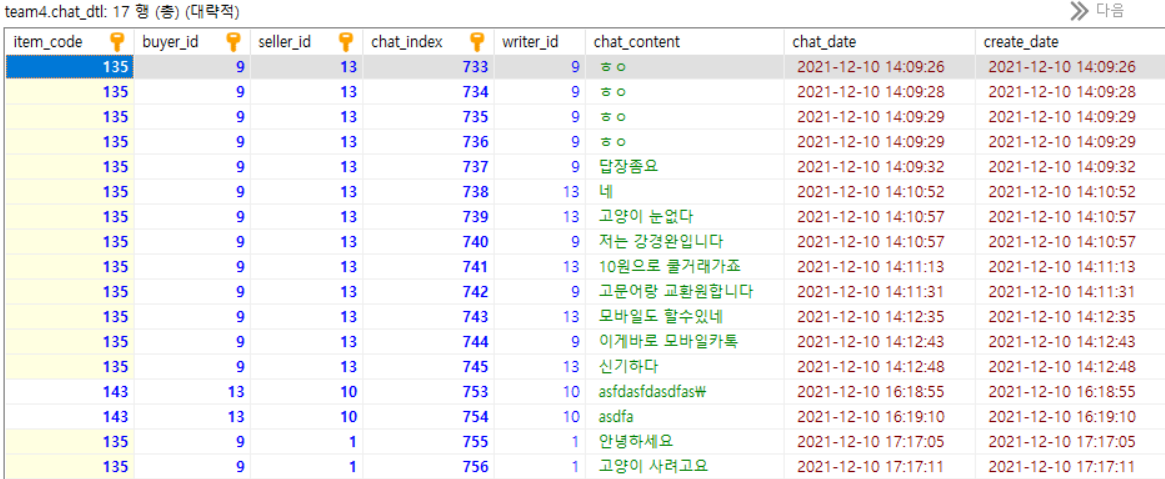 team4.chat_dtl: 17 행 (총) (대략적) 다음
item_code buyer_id seller_id chat_index writer_id chat_content chat_date create_date
135 9 13 733 9 ㅎㅇ 2021-12-10 14:09:26 2021-12-10 14:09:26
135 9 13 734 9 ㅎㅇ 2021-12-10 14:09:28 2021-12-10 14:09:28
135 9 13 735 9 ㅎㅇ 2021-12-10 14:09:29 2021-12-10 14:09:29
135 9 13 736 9 ㅎㅇ 2021-12-10 14:09:29 2021-12-10 14:09:29
135 9 13 737 9 답장좀요 2021-12-10 14:09:32 2021-12-10 14:09:32
135 9 13 738 13 네 2021-12-10 14:10:52 2021-12-10 14:10:52
135 9 13 739 13 고양이 눈없다 2021-12-10 14:10:57 2021-12-10 14:10:57
135 9 13 740 9 저는 강경완입니다 2021-12-10 14:10:57 2021-12-10 14:10:57
135 9 13 741 13 10원으로 쿨거래가죠 2021-12-10 14:11:13 2021-12-10 14:11:13
135 9 13 742 9 고문어랑 교환원합니다 2021-12-10 14:11:31 2021-12-10 14:11:31
135 9 13 743 13 모바일도 할수있네 2021-12-10 14:12:35 2021-12-10 14:12:35
135 9 13 744 9 이게바로 모바일카톡 2021-12-10 14:12:43 2021-12-10 14:12:43
135 9 13 745 13 신기하다 2021-12-10 14:12:48 2021-12-10 14:12:48
143 13 10 753 10 asfdasfdasdfas₩ 2021-12-10 16:18:55 2021-12-10 16:18:55
143 13 10 754 10 asdfa 2021-12-10 16:19:10 2021-12-10 16:19:10
135 9 1 755 1 안녕하세요 2021-12-10 17:17:05 2021-12-10 17:17:05
135 9 1 756 1 고양이 사려고요 2021-12-10 17:17:11 2021-12-10 17:17:11